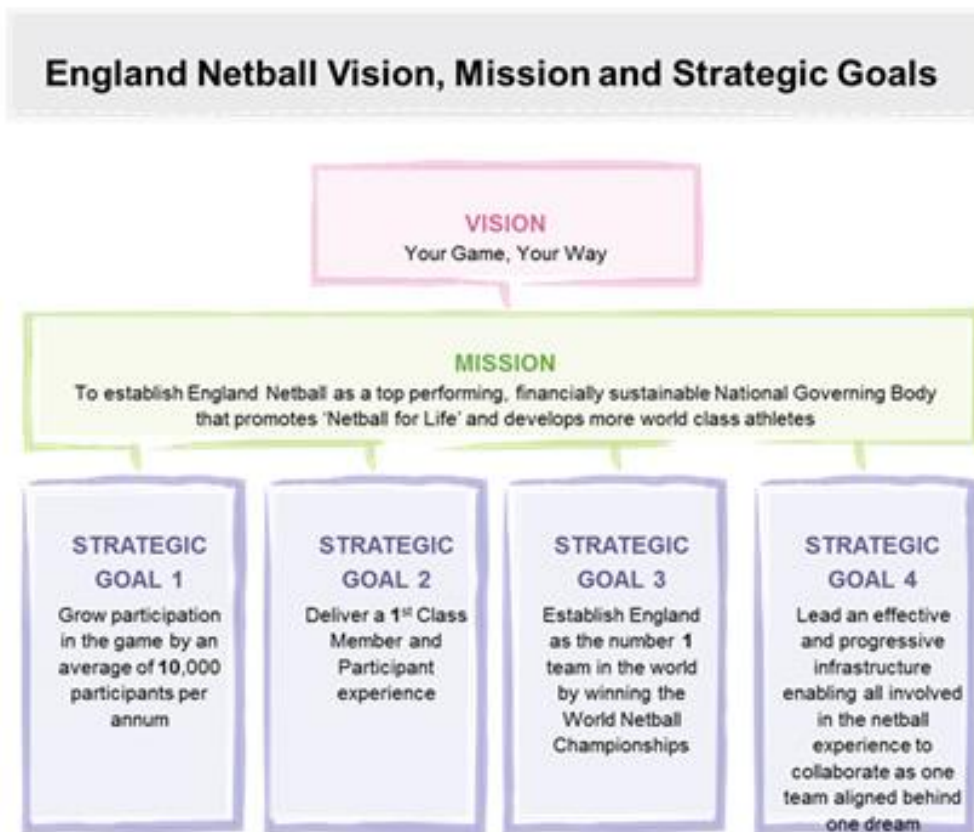 England Netball Vision, Mission and Strategic Goals
VISION
Your Game, Your Way
MISSION
To establish England Netball as a top performing, financially sustainable National Governing Body
that promotes ‘Netball for Life’ and develops more world class athletes
STRATEGIC
GOAL 1
Grow participation
in the game by an
average of 10,000
participants per
annum
STRATEGIC
GOAL 2
Deliver a 1st Class
Member and
Participant
experience
STRATEGIC
GOAL 3
Establish England
as the number 1
team in the world
by winning the
World Netball
Championships
STRATEGIC
GOAL 4
Lead an effective
and progressive
infrastructure
enabling all involved
in the netball
experience to
collaborate as one
team aligned behind
one dream